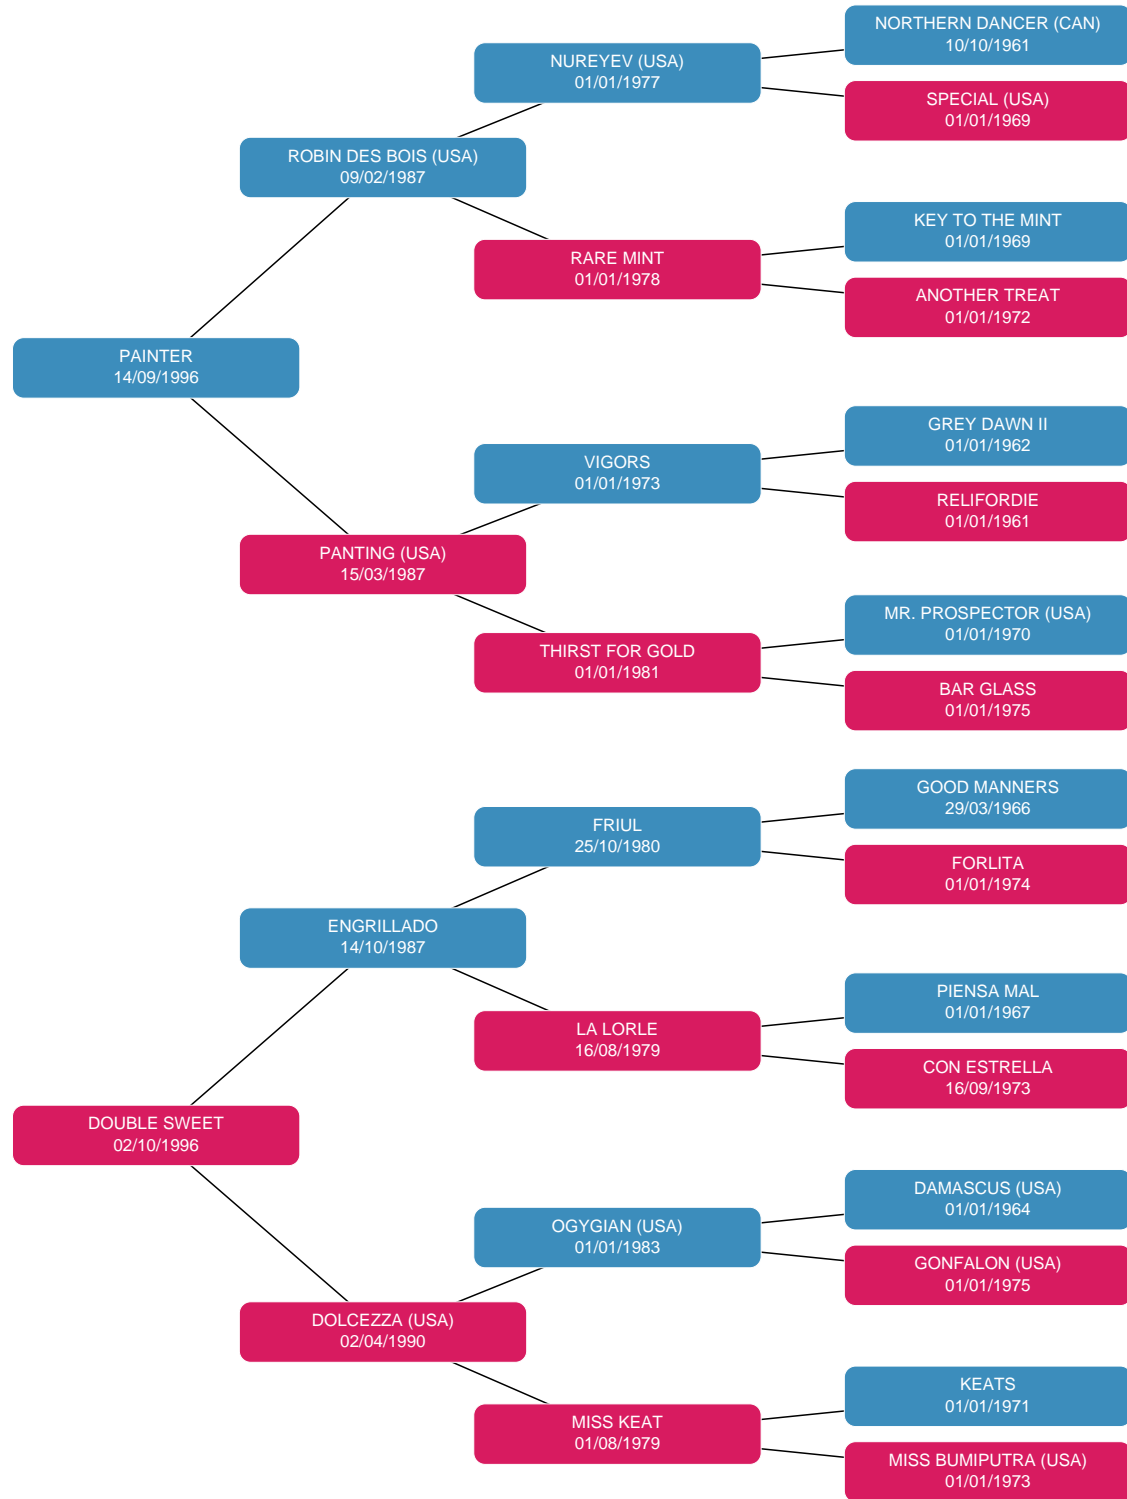 NORTHERN DANCER (CAN)
10/10/1961
NUREYEV (USA)
01/01/1977
SPECIAL (USA)
01/01/1969
ROBIN DES BOIS (USA)
09/02/1987
KEY TO THE MINT
01/01/1969
RARE MINT
01/01/1978
ANOTHER TREAT
01/01/1972
PAINTER
14/09/1996
GREY DAWN II
01/01/1962
VIGORS
01/01/1973
RELIFORDIE
01/01/1961
PANTING (USA)
15/03/1987
MR. PROSPECTOR (USA)
01/01/1970
THIRST FOR GOLD
01/01/1981
BAR GLASS
01/01/1975
GOOD MANNERS
29/03/1966
FRIUL
25/10/1980
FORLITA
01/01/1974
ENGRILLADO
14/10/1987
PIENSA MAL
01/01/1967
LA LORLE
16/08/1979
CON ESTRELLA
16/09/1973
DOUBLE SWEET
02/10/1996
DAMASCUS (USA)
01/01/1964
OGYGIAN (USA)
01/01/1983
GONFALON (USA)
01/01/1975
DOLCEZZA (USA)
02/04/1990
KEATS
01/01/1971
MISS KEAT
01/08/1979
MISS BUMIPUTRA (USA)
01/01/1973